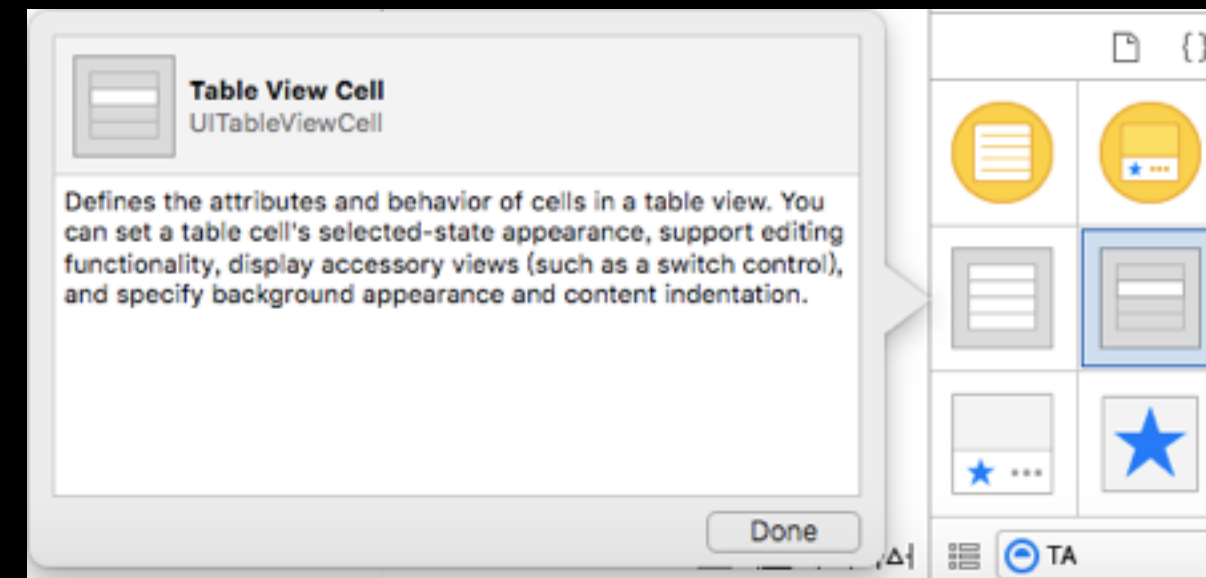 Table View Cell
UITableViewCell
Defines the attributes and behavior of cells in a table view. You
can set a table cell's selected-state appearance, support editing
functionality, display accessory views (such as a switch control),
and specify background appearance and content indentation.
Done
TA